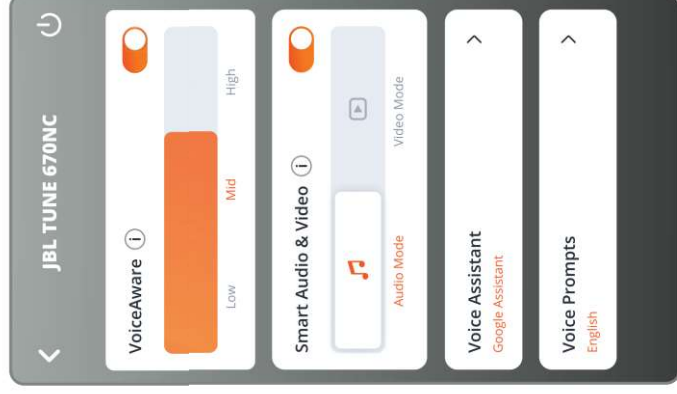 JBL TUNE 670NC
VoiceAware
Low Mid High
Smart Audio & Video
Audio Mode Video Mode
Voice Assistant
Google Assistant
Voice Prompts
English